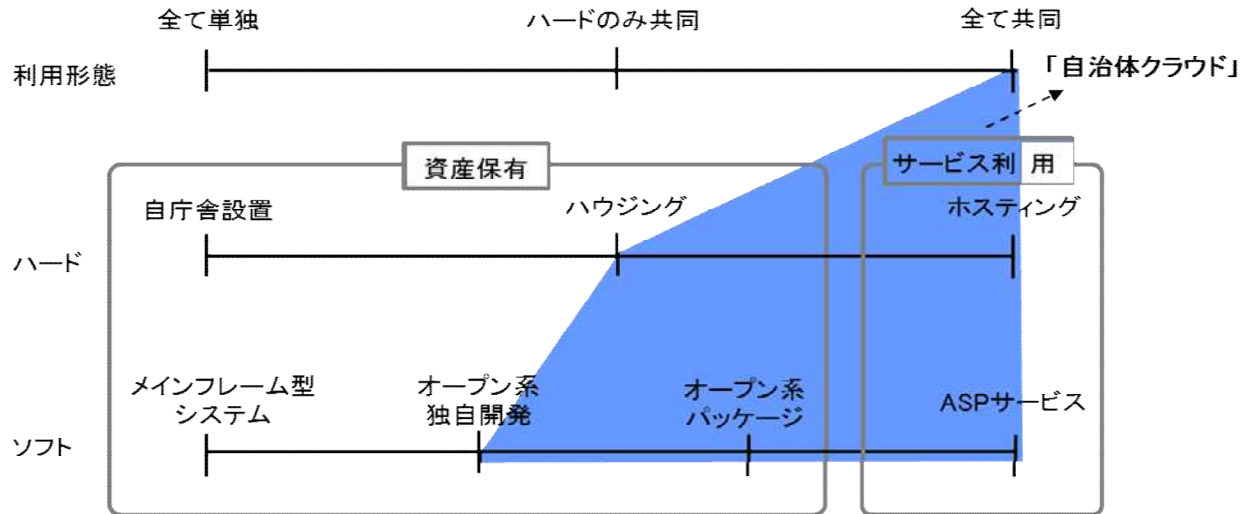 全て単独
ハードのみ共同
全て共同
利用形態
「自治体クラウド」
資産保有
サービス利用
自庁舎設置
ハウジング
ホスティング
ハード
メインフレーム型
システム
オープン系
独自開発
オープン系
パッケージ
ASPサービス
ソフト